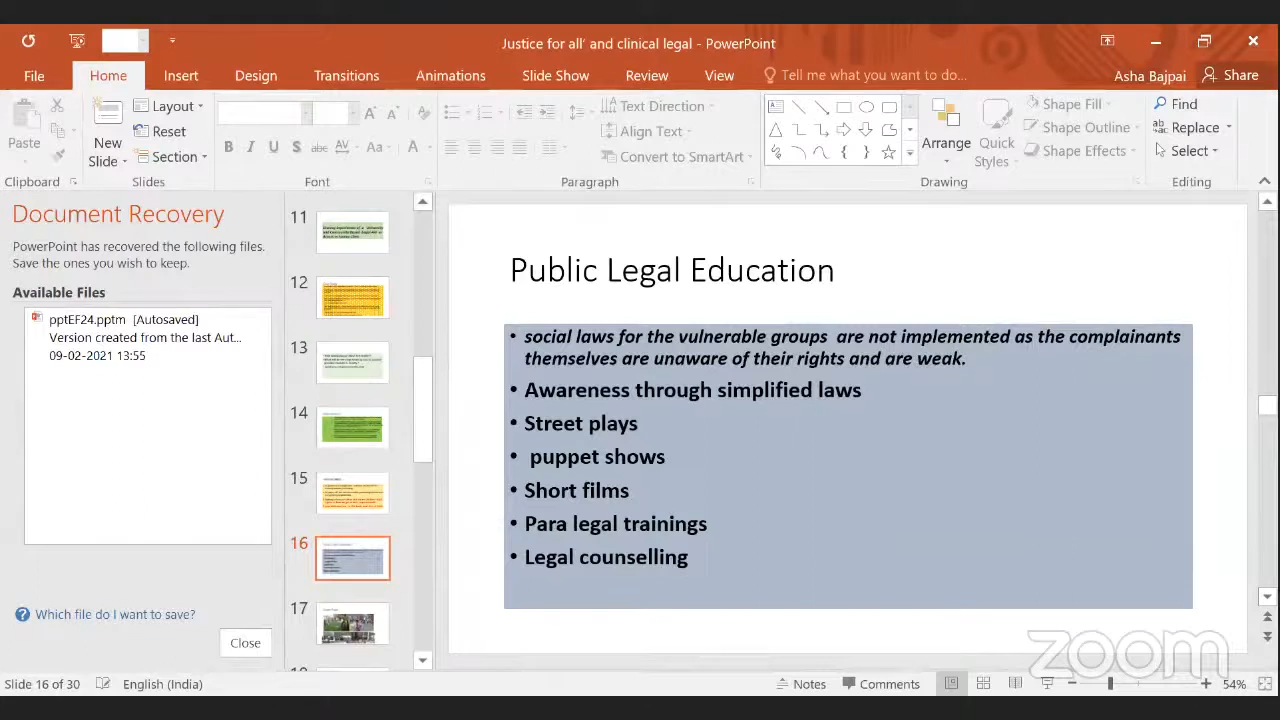 Justice for all' and clinical legal - PowerPoint
File Home Insert Design Transitions Animations Slide Show Review View Tell me what you want to do... Asha Bajpai Share
Paste
Clipboard
New Slide
Layout
Reset
Section
Slides
B I U S abc AV Aa A
Font
Text Direction
Align Text
Convert to SmartArt
Paragraph
Arrange
Quick Styles
Shape Fill
Shape Outline
Shape Effects
Drawing
Find
Replace
Select
Editing
Document Recovery
PowerPoint has recovered the following files.
Save the ones you wish to keep.
Available Files
pptEF24.pptm [Autosaved]
Version created from the last Aut...
09-02-2021 13:55
Which file do I want to save?
Close
11
12
13
14
15
16
17
Public Legal Education
• social laws for the vulnerable groups are not implemented as the complainants
themselves are unaware of their rights and are weak.
• Awareness through simplified laws
• Street plays
• puppet shows
• Short films
• Para legal trainings
• Legal counselling
zoom
Slide 16 of 30 English (India) Notes Comments 54%